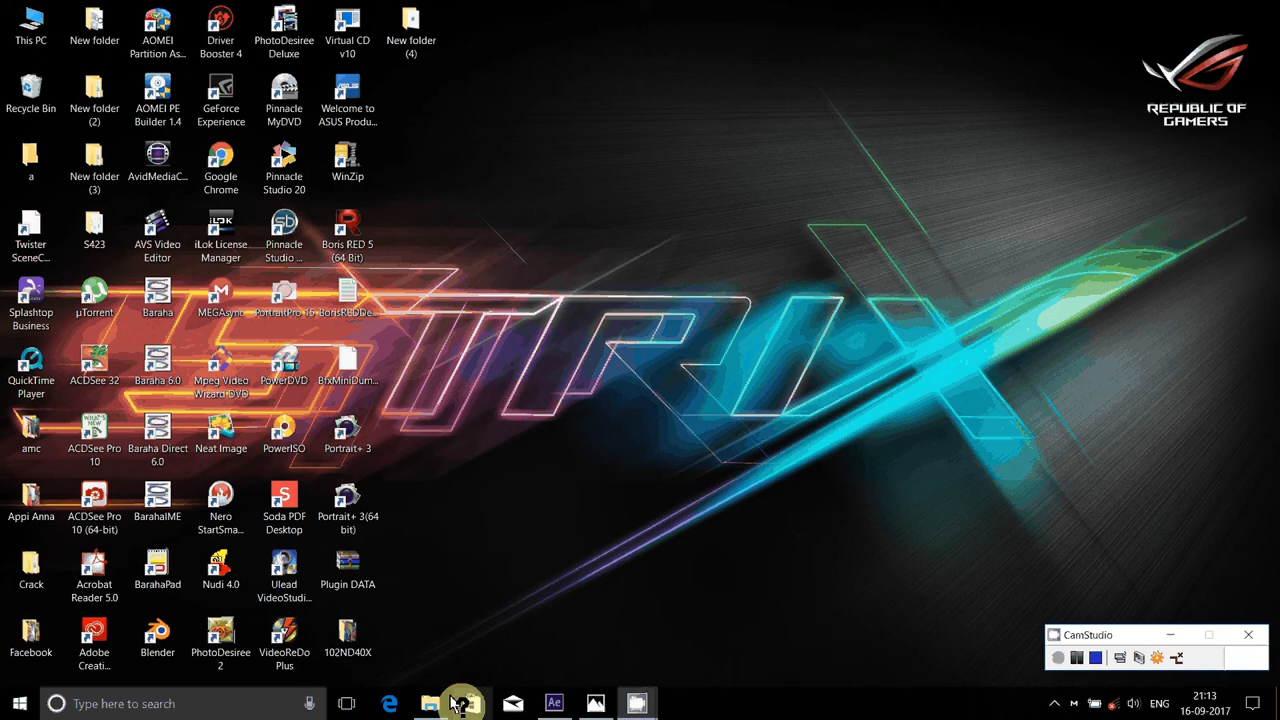 This PC
New folder
AOMEI Partition As...
Driver Booster 4
PhotoDesiree Deluxe
Virtual CD v10
New folder (4)
Recycle Bin
New folder (2)
AOMEI PE Builder 1.4
GeForce Experience
Pinnacle MyDVD
Welcome to ASUS Produ...
REPUBLIC OF GAMERS
a
New folder (3)
AvidMediaC...
Google Chrome
Pinnacle Studio 20
WinZip
Twister SceneC...
S423
AVS Video Editor
iLok License Manager
Pinnacle Studio ...
Boris RED 5 (64 Bit)
Splashtop Business
µTorrent
Baraha
MEGAsync
PortraitPro 15
BorisREDDe...
STRIX
QuickTime Player
ACDSee 32
Baraha 6.0
Mpeg Video Wizard DVD
PowerDVD
BfxMiniDum...
amc
ACDSee Pro 10
Baraha Direct 6.0
Neat Image
PowerISO
Portrait+ 3
Appi Anna
ACDSee Pro 10 (64-bit)
BarahaIME
Nero StartSma...
Soda PDF Desktop
Portrait+ 3(64 bit)
Crack
Acrobat Reader 5.0
BarahaPad
Nudi 4.0
Ulead VideoStudi...
Plugin DATA
Facebook
Adobe Creati...
Blender
PhotoDesiree 2
VideoReDo Plus
102ND40X
CamStudio
Type here to search
Ae
ENG
21:13
16-09-2017